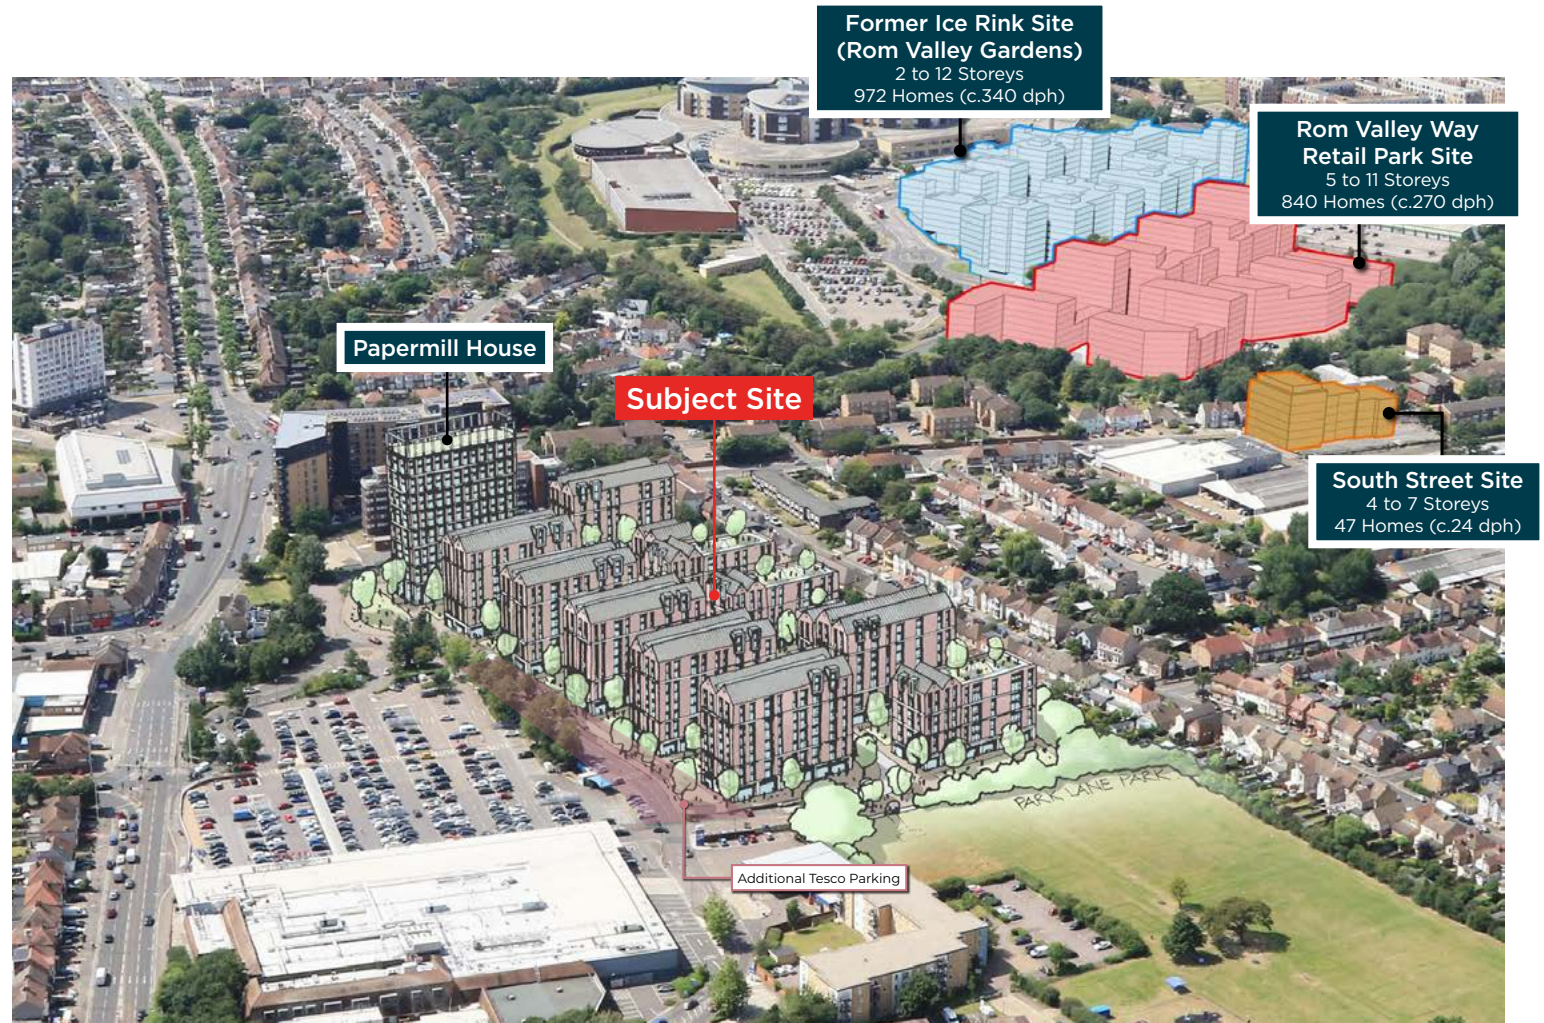 Former Ice Rink Site
(Rom Valley Gardens)
2 to 12 Storeys
972 Homes (c.340 dph)
Rom Valley Way
Retail Park Site
5 to 11 Storeys
840 Homes (c.270 dph)
Papermill House
Subject Site
South Street Site
4 to 7 Storeys
47 Homes (c.24 dph)
PARK LANE PARK
Additional Tesco Parking